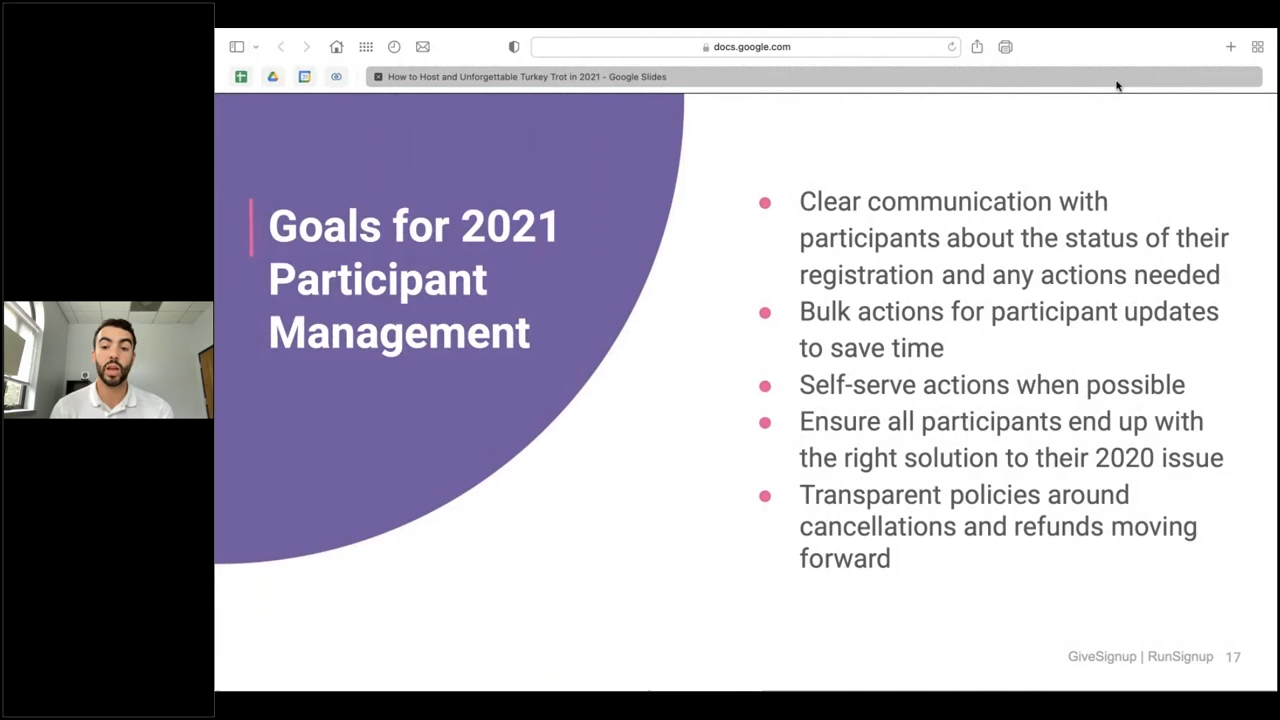 docs.google.com
How to Host and Unforgettable Turkey Trot in 2021 - Google Slides
Goals for 2021
Participant
Management
Clear communication with
participants about the status of their
registration and any actions needed
Bulk actions for participant updates
to save time
Self-serve actions when possible
Ensure all participants end up with
the right solution to their 2020 issue
Transparent policies around
cancellations and refunds moving
forward
GiveSignup | RunSignup 17